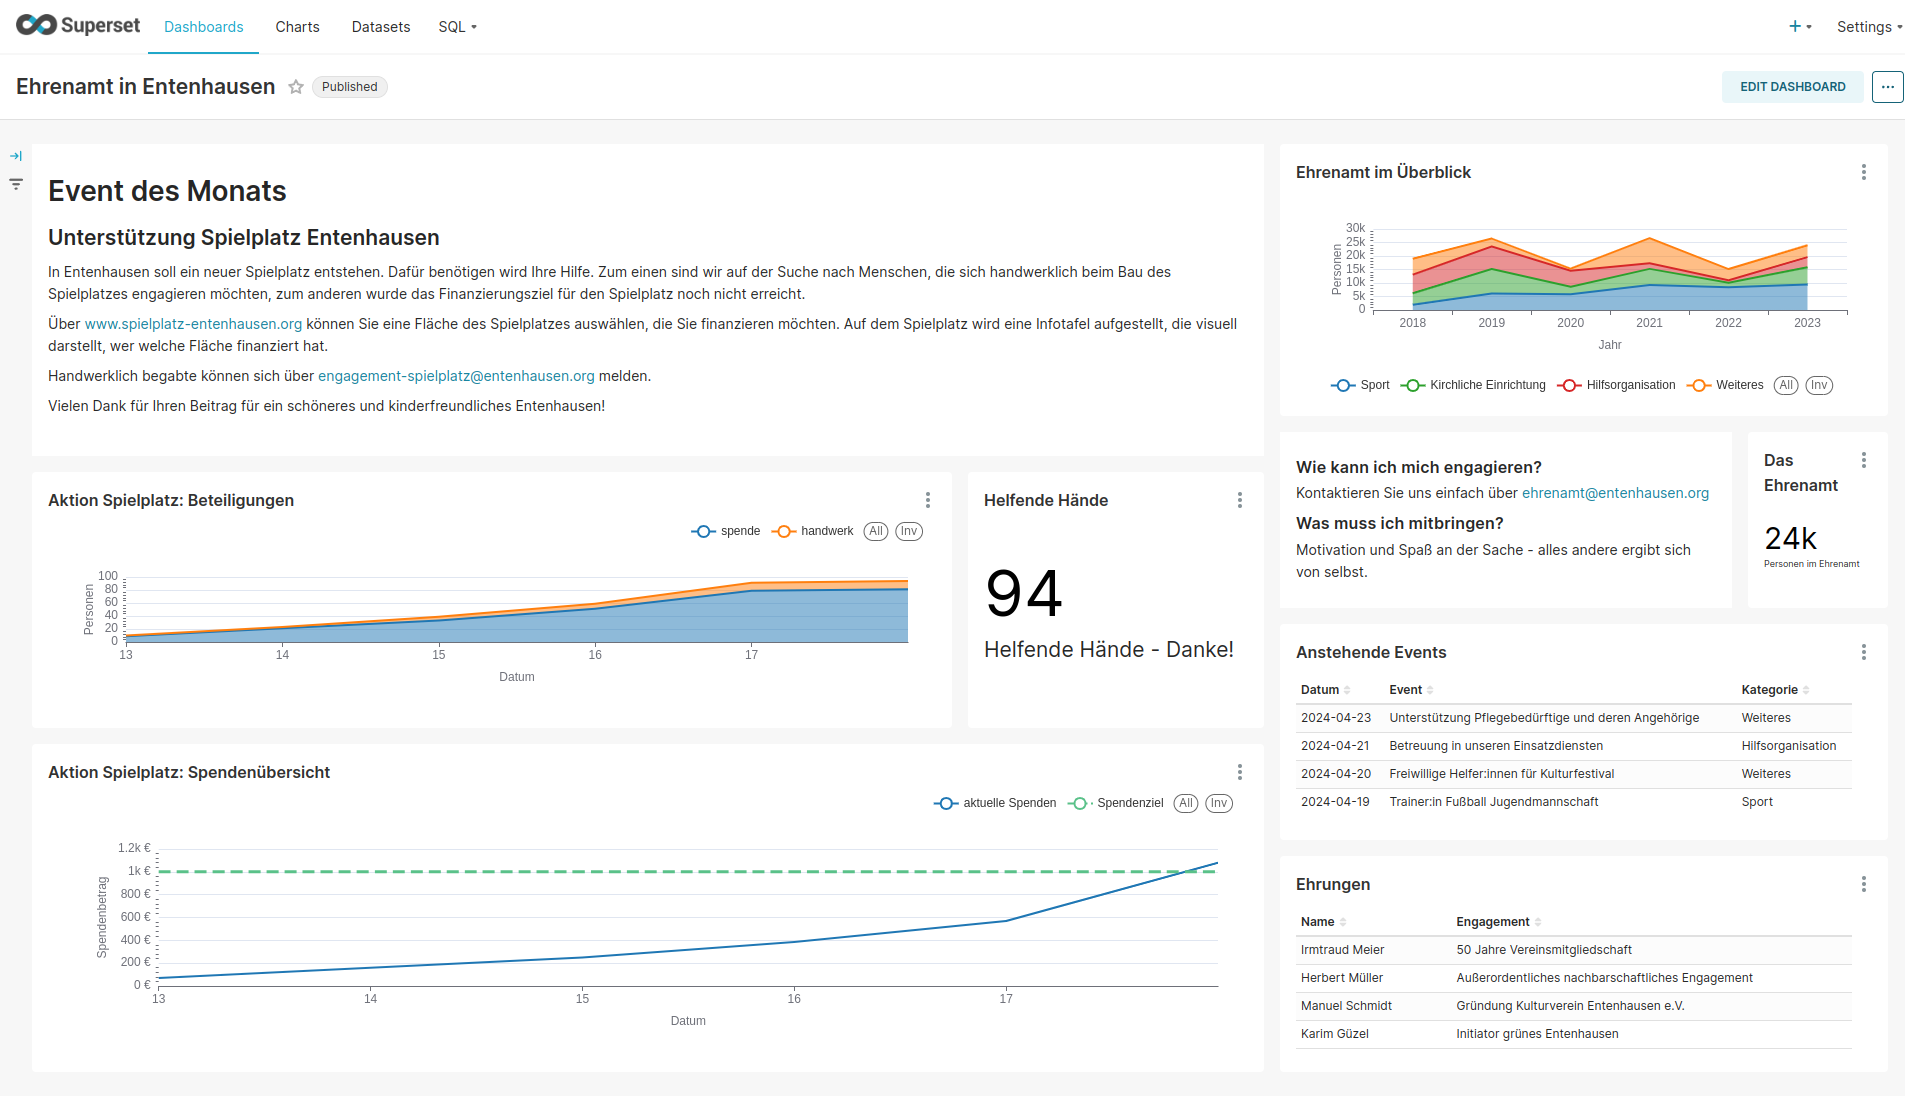 Superset
Dashboards
Charts
Datasets
SQL
+
Settings
Ehrenamt in Entenhausen
Published
EDIT DASHBOARD
...
Event des Monats
Unterstützung Spielplatz Entenhausen
In Entenhausen soll ein neuer Spielplatz entstehen. Dafür benötigen wird Ihre Hilfe. Zum einen sind wir auf der Suche nach Menschen, die sich handwerklich beim Bau des
Spielplatzes engagieren möchten, zum anderen wurde das Finanzierungsziel für den Spielplatz noch nicht erreicht.
Über www.spielplatz-entenhausen.org können Sie eine Fläche des Spielplatzes auswählen, die Sie finanzieren möchten. Auf dem Spielplatz wird eine Infotafel aufgestellt, die visuell
darstellt, wer welche Fläche finanziert hat.
Handwerklich begabte können sich über engagement-spielplatz@entenhausen.org melden.
Vielen Dank für Ihren Beitrag für ein schöneres und kinderfreundliches Entenhausen!
Aktion Spielplatz: Beteiligungen
spende handwerk All Inv
Personen
100
80
60
40
20
0
13 14 15 16 17
Datum
Helfende Hände
94
Helfende Hände - Danke!
Aktion Spielplatz: Spendenübersicht
aktuelle Spenden Spendenziel All Inv
Spendenbetrag
1.2k €
1k €
800 €
600 €
400 €
200 €
0 €
13 14 15 16 17
Datum
Ehrenamt im Überblick
Personen
30k
25k
20k
15k
10k
5k
0
2018 2019 2020 2021 2022 2023
Jahr
Sport Kirchliche Einrichtung Hilfsorganisation Weiteres All Inv
Wie kann ich mich engagieren?
Kontaktieren Sie uns einfach über ehrenamt@entenhausen.org
Was muss ich mitbringen?
Motivation und Spaß an der Sache - alles andere ergibt sich
von selbst.
Das
Ehrenamt
24k
Personen im Ehrenamt
Anstehende Events
Datum Event Kategorie
2024-04-23 Unterstützung Pflegebedürftige und deren Angehörige Weiteres
2024-04-21 Betreuung in unseren Einsatzdiensten Hilfsorganisation
2024-04-20 Freiwillige Helfer:innen für Kulturfestival Weiteres
2024-04-19 Trainer:in Fußball Jugendmannschaft Sport
Ehrungen
Name Engagement
Irmtraud Meier 50 Jahre Vereinsmitgliedschaft
Herbert Müller Außerordentliches nachbarschaftliches Engagement
Manuel Schmidt Gründung Kulturverein Entenhausen e.V.
Karim Güzel Initiator grünes Entenhausen